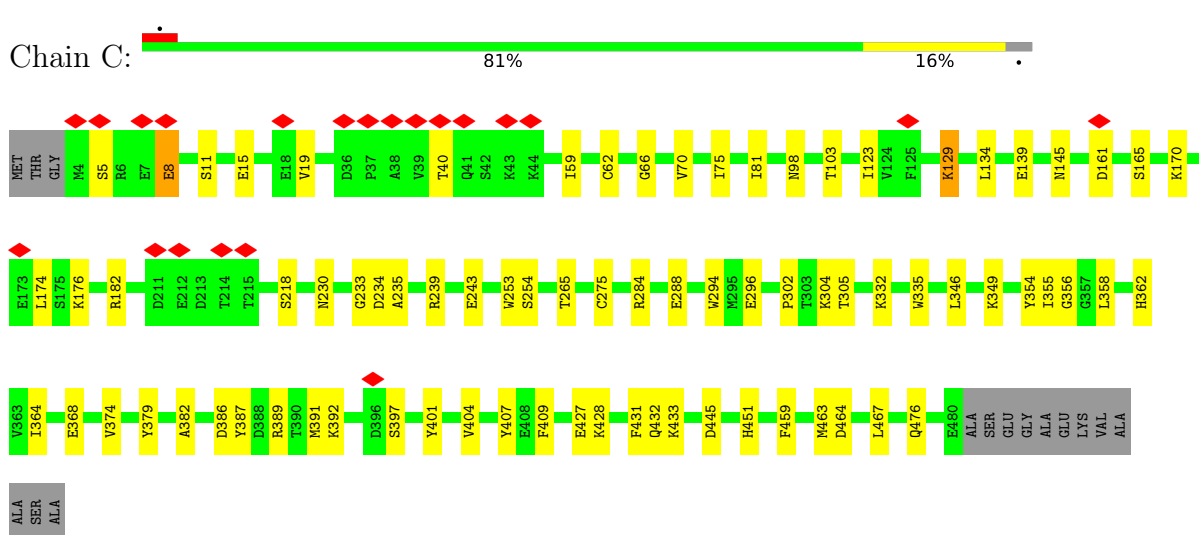 Chain C:
81%
16%
MET THR GLY M4 S5 R6 E7 E8 S11 E15 E18 V19 D36 P37 A38 V39 T40 Q41 S42 K43 K44 I59 C62 G66 V70 I75 I81 N98 T103 I123 V124 F125 K129 L134 E139 N145 D161 S165 K170
E173 L174 S175 K176 R182 D211 E212 D213 T214 T215 S218 N230 G233 D234 A235 R239 E243 W253 S254 T265 C275 R284 E288 W294 M295 E296 P302 T303 K304 T305 K332 W335 L346 K349 Y354 I355 G356 G357 L358 H362
V363 I364 E368 V374 Y379 A382 D386 Y387 D388 R389 T390 M391 K392 D396 S397 Y401 V404 Y407 E408 F409 E427 K428 F431 Q432 K433 D445 H451 F459 M463 D464 L467 Q476 E480 ALA SER GLU GLY ALA GLU LYS VAL ALA
ALA SER ALA